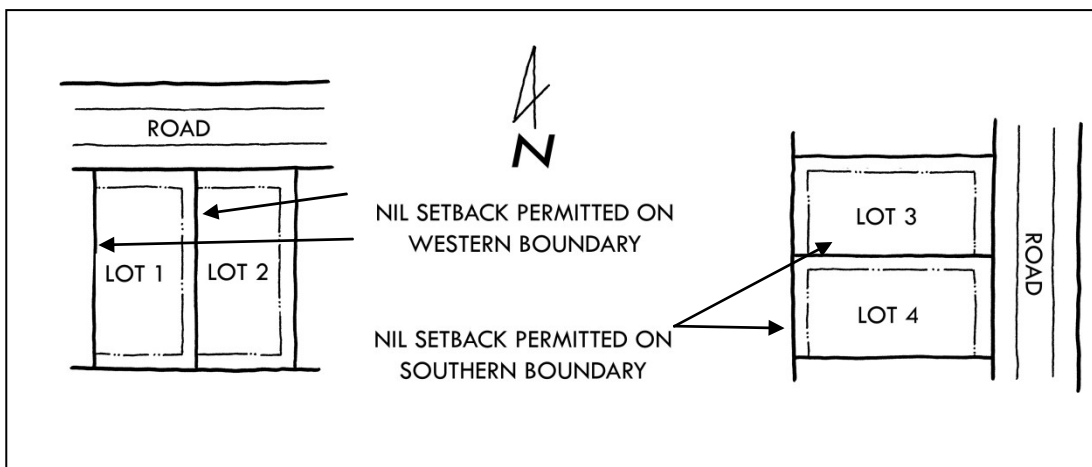 ROAD
N
NIL SETBACK PERMITTED ON
WESTERN BOUNDARY
LOT 1
LOT 2
NIL SETBACK PERMITTED ON
SOUTHERN BOUNDARY
LOT 3
LOT 4
ROAD